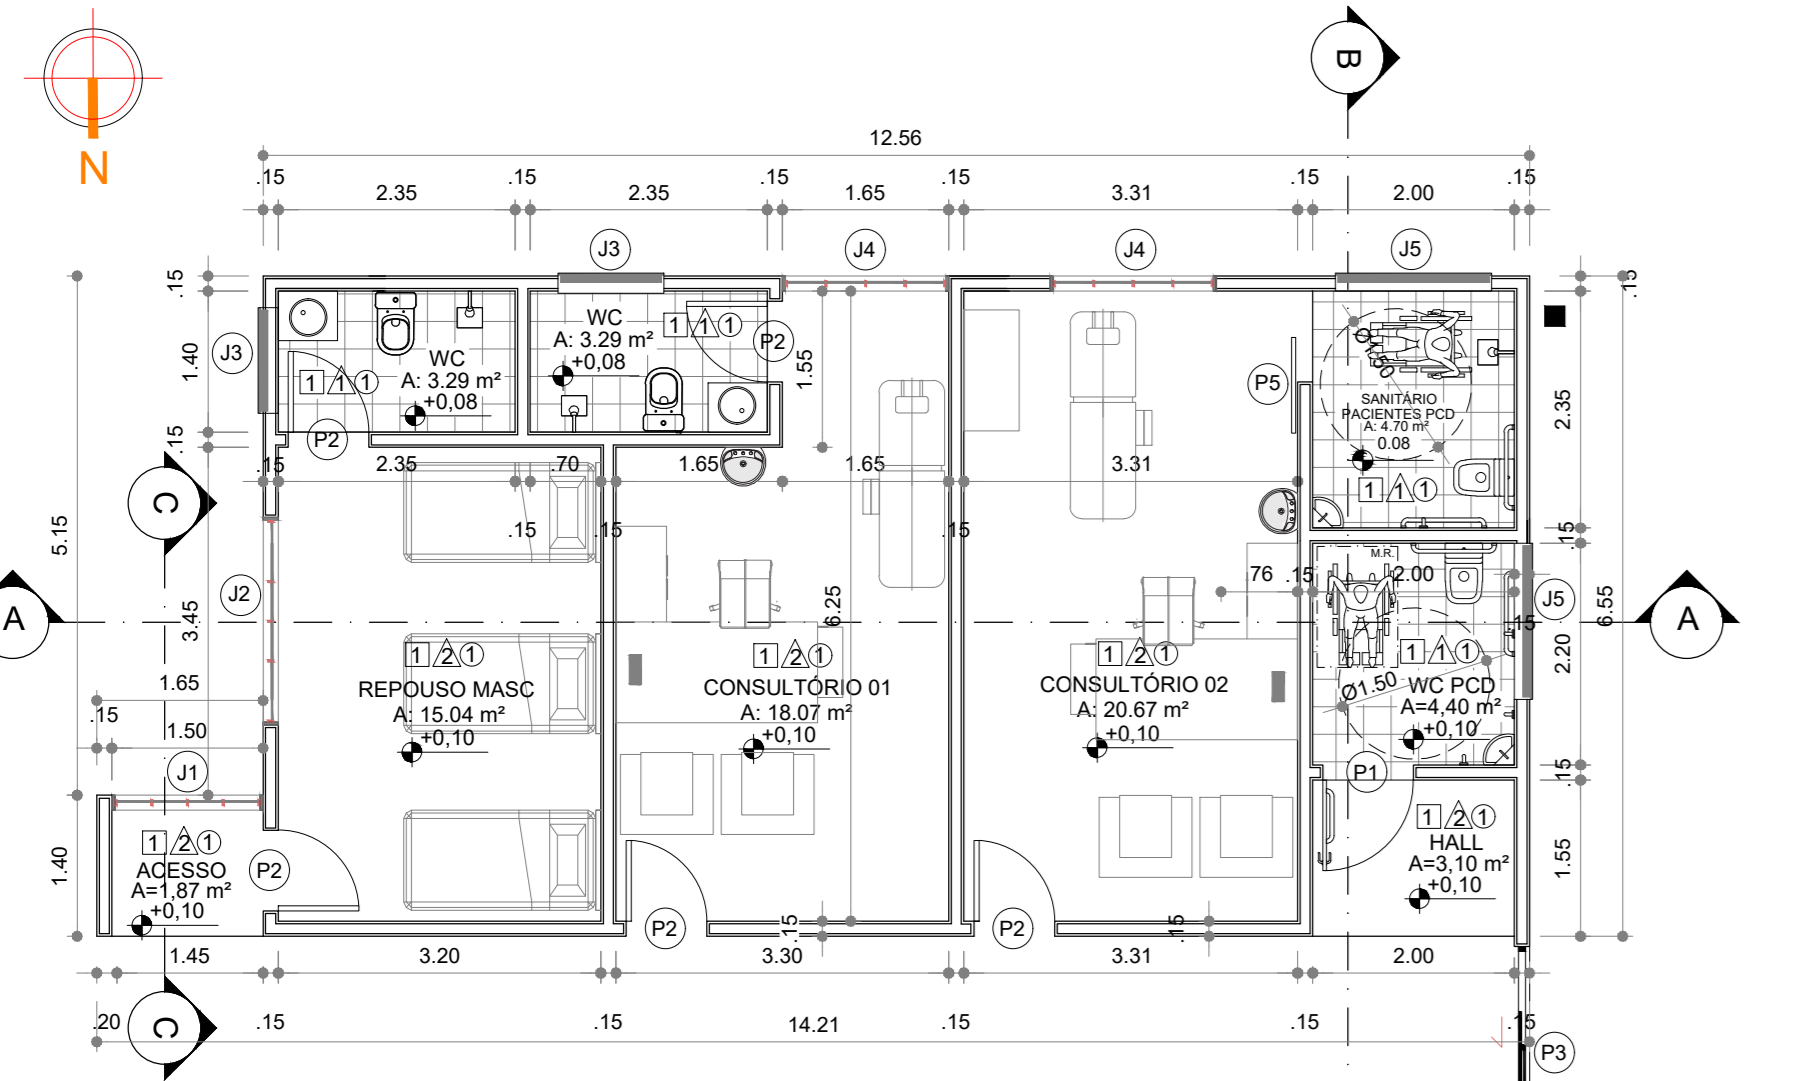 B
12.56
N
.15 2.35 .15 2.35 .15 1.65 .15 3.31 .15 2.00 .15
J3 J4 J4 J5
.15 .15
WC
A: 3.29 m²
+0,08
1 1 1
P2
J3
1.40
WC
A: 3.29 m²
+0,08
1 1 1
P2
1.55
P5
Ø1.50
SANITÁRIO
PACIENTES PCD
A: 4.70 m²
0.08
1 1 1
2.35
.15
.15 2.35 .70 1.65 1.65 3.31
C
.15 .15 .15 .15
5.15
M.R.
.76 .15 2.00
J2 J5
3.45 6.25 6.55
A A
.15
1 2 1
REPOUSO MASC
A: 15.04 m²
+0,10
1 2 1
CONSULTÓRIO 01
A: 18.07 m²
+0,10
1 2 1
CONSULTÓRIO 02
A: 20.67 m²
+0,10
1 1 1
Ø1.50
WC PCD
A=4,40 m²
+0,10
2.20
1.65
.15
1.50
J1
P1
.15
1 2 1
ACESSO
A=1,87 m²
+0,10
P2
1.40
1 2 1
HALL
A=3,10 m²
+0,10
1.55
P2 .15 P2 .15
1.45 3.20 3.30 3.31 2.00
.20 C .15 .15 14.21 .15 .15 .15
P3